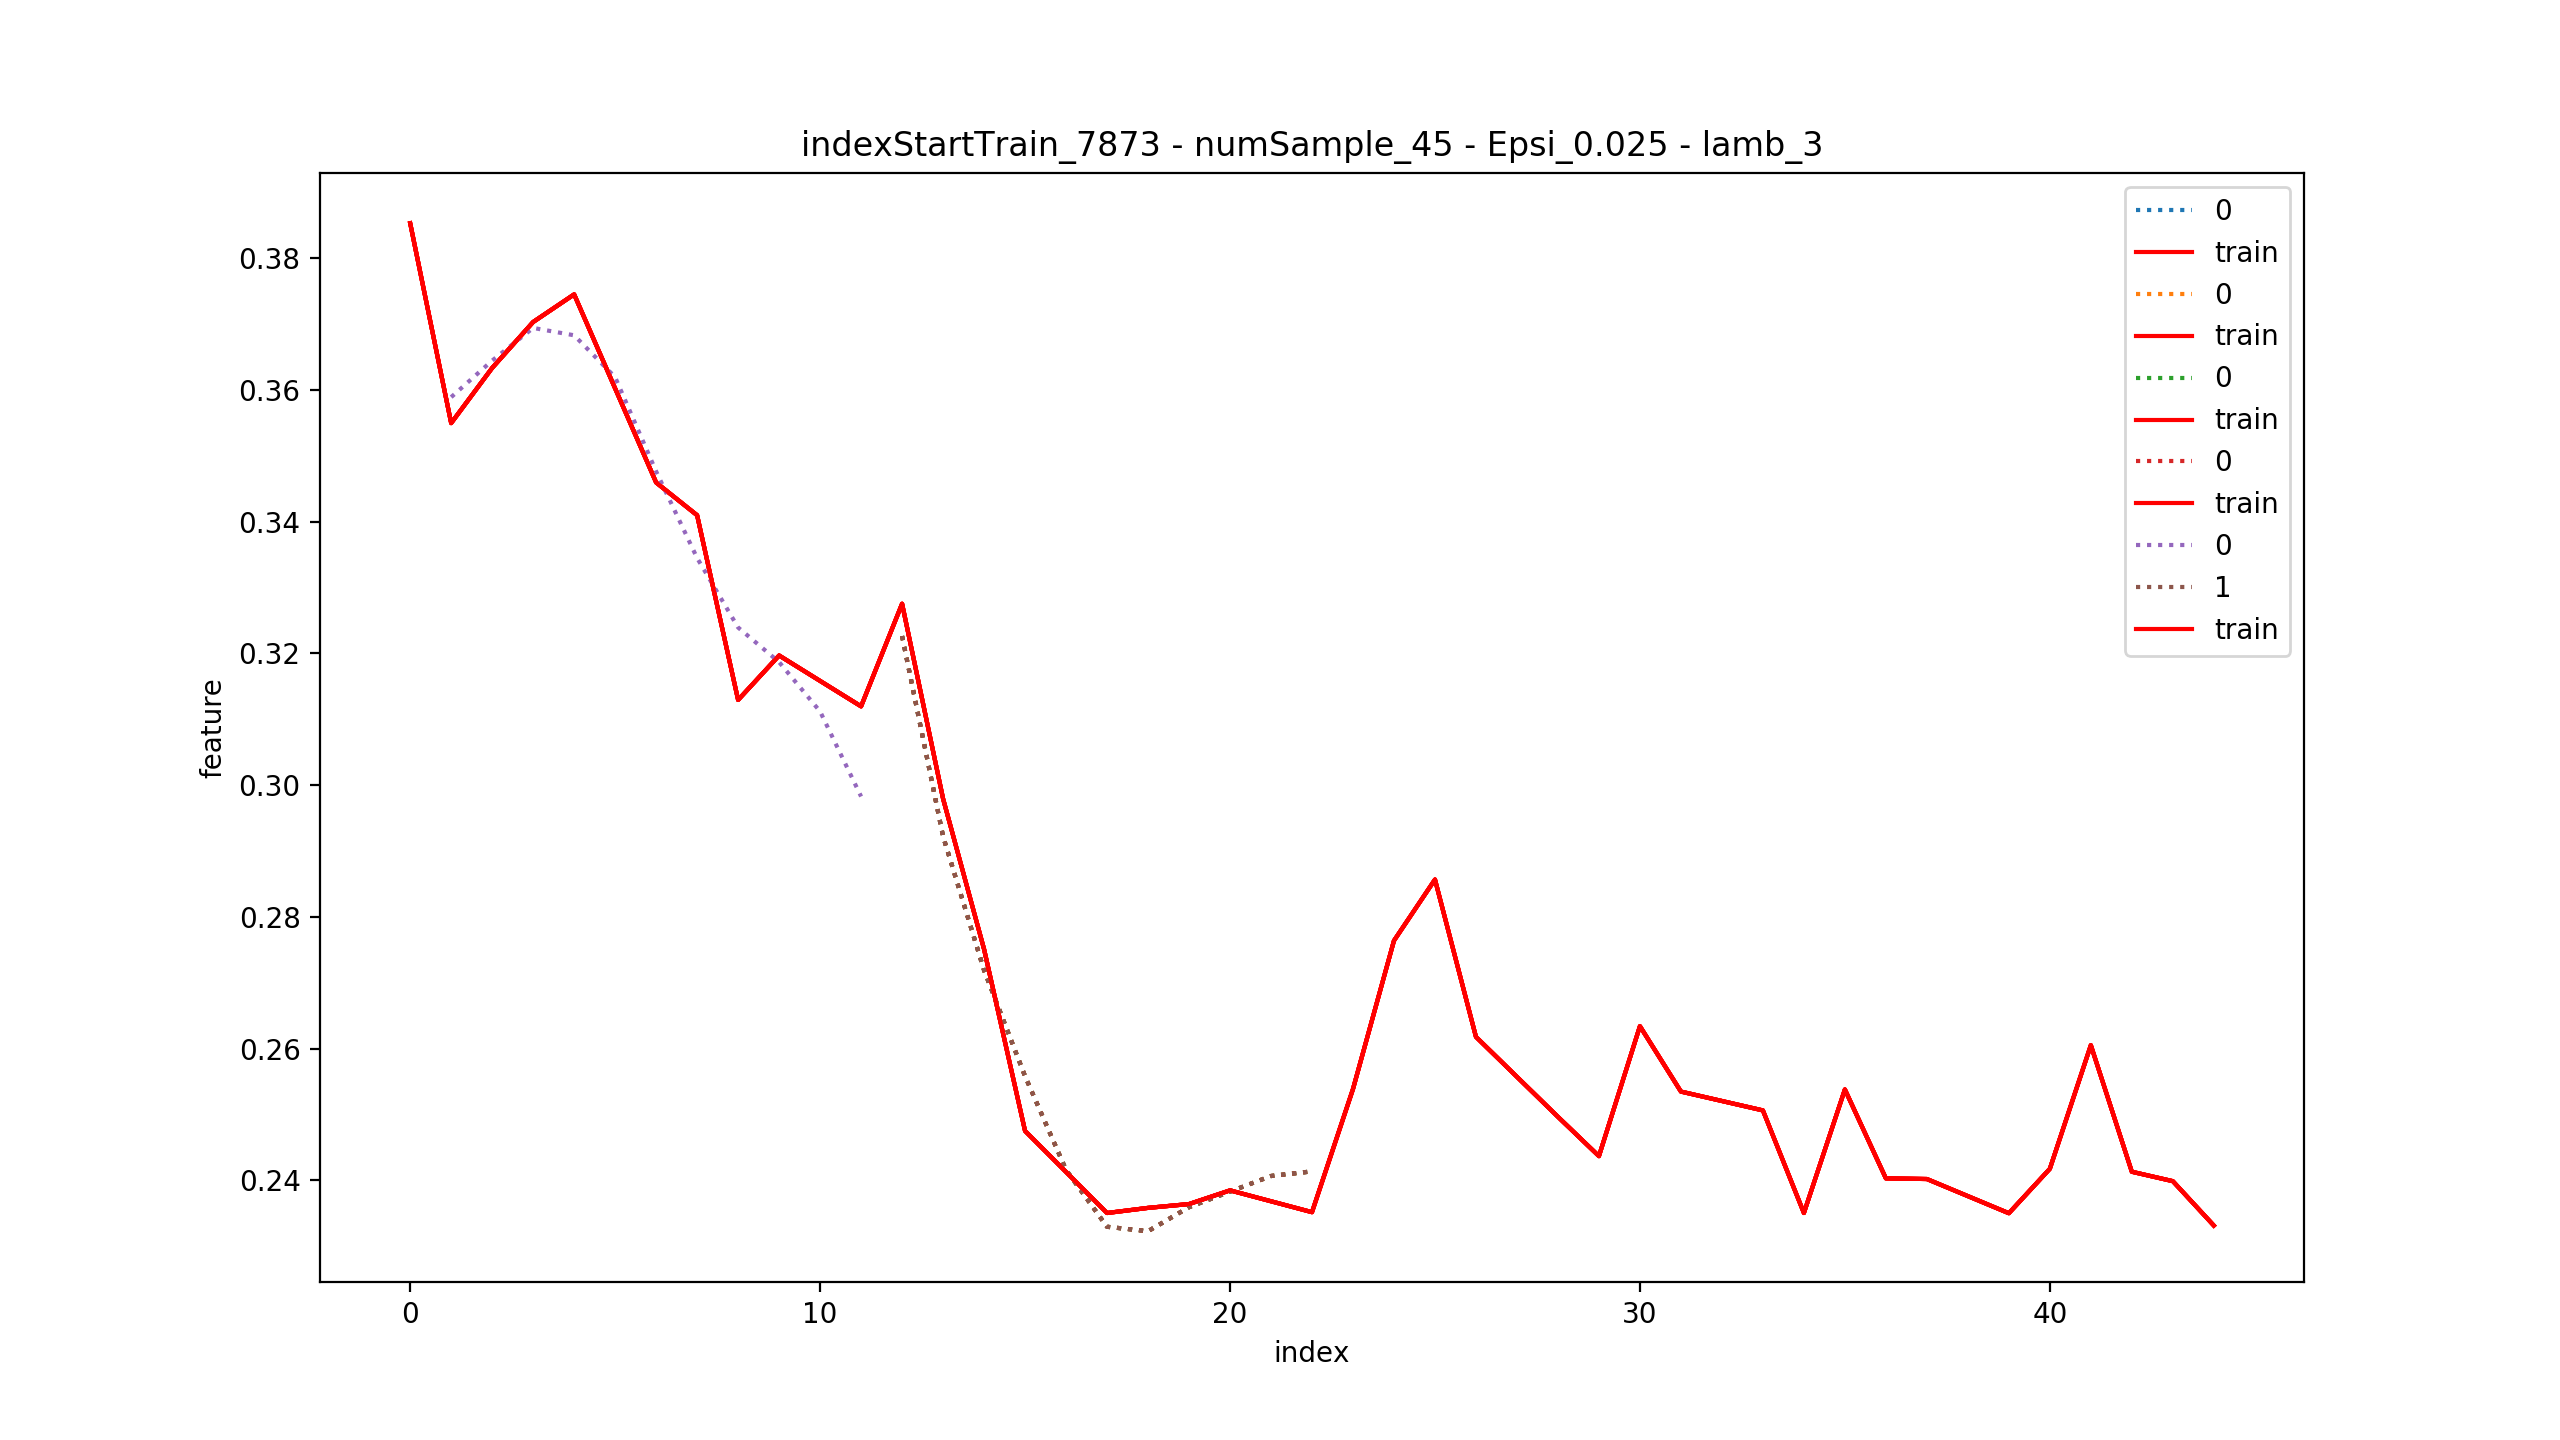 indexStartTrain_7873 - numSample_45 - Epsi_0.025 - lamb_3
0
train
0
train
0
train
0
train
0
1
train
0.38
0.36
0.34
0.32
0.30
0.28
0.26
0.24
feature
0 10 20 30 40
index